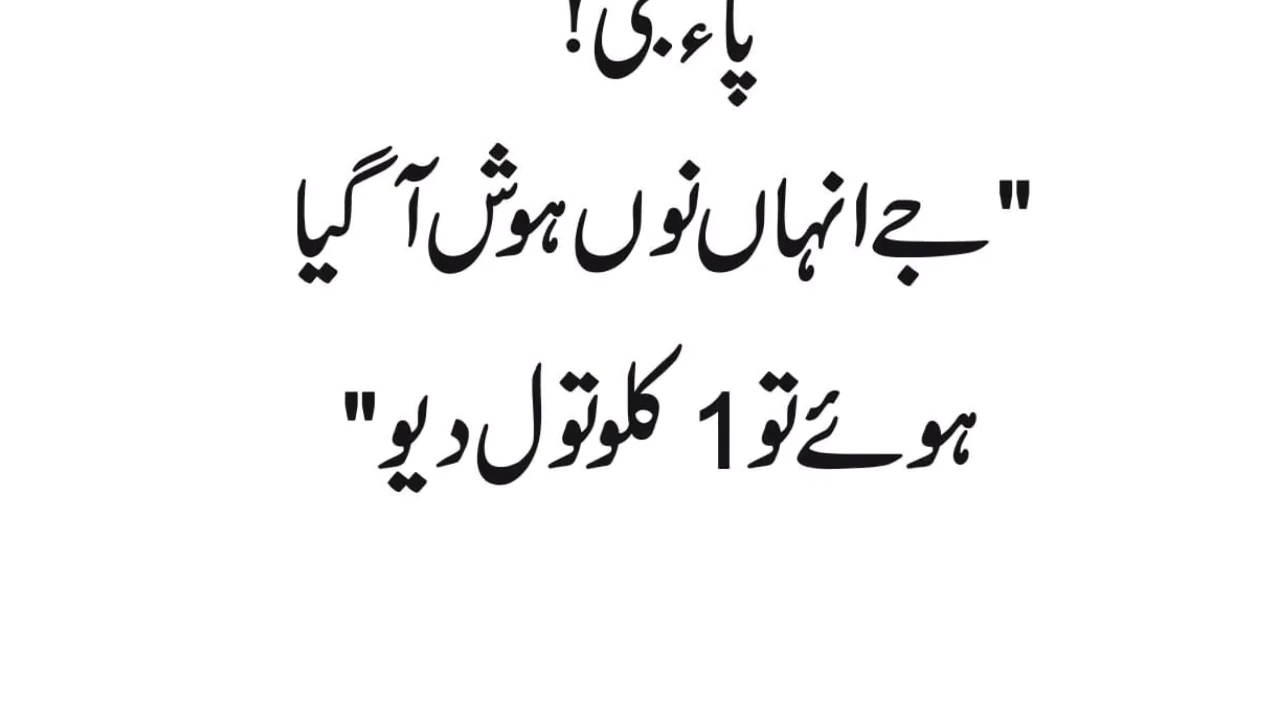 پاء جی!
"جے انہاں نوں ہوش آ گیا
ہوئے تو 1 کلو تول دیو"